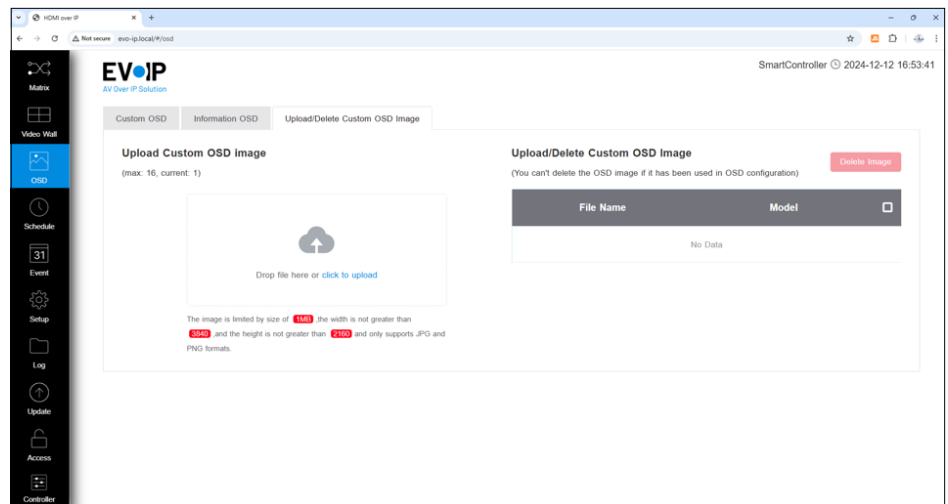 HDMI over IP
Not secure evo-ip.local/#/osd
SmartController 2024-12-12 16:53:41
EVOIP
AV Over IP Solution
Matrix
Video Wall
OSD
Schedule
31
Event
Setup
Log
Update
Access
Controller
Custom OSD Information OSD Upload/Delete Custom OSD Image
Upload Custom OSD image
(max: 16, current: 1)
Drop file here or click to upload
The image is limited by size of 1MB ,the width is not greater than
3840 ,and the height is not greater than 2160 and only supports JPG and
PNG formats.
Upload/Delete Custom OSD Image
(You can't delete the OSD image if it has been used in OSD configuration)
Delete Image
File Name Model
No Data